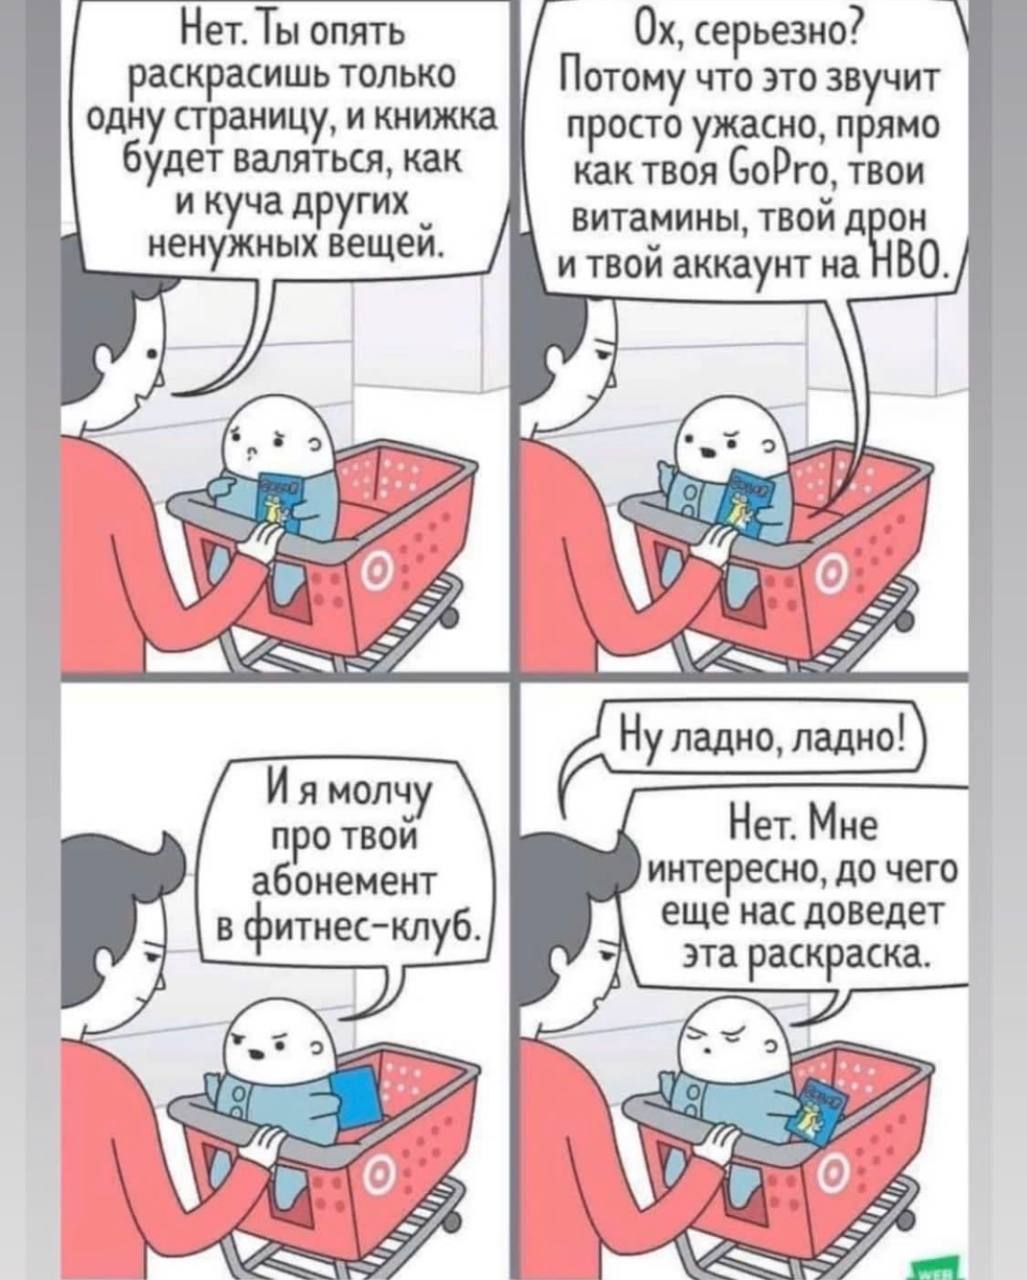 Нет. Ты опять
раскрасишь только
одну страницу, и книжка
будет валяться, как
и куча других
ненужных вещей.
Ох, серьезно?
Потому что это звучит
просто ужасно, прямо
как твоя GoPro, твои
витамины, твой дрон
и твой аккаунт на HBO.
И я молчу
про твой
абонемент
в фитнес-клуб.
Ну ладно, ладно!
Нет. Мне
интересно, до чего
еще нас доведет
эта раскраска.